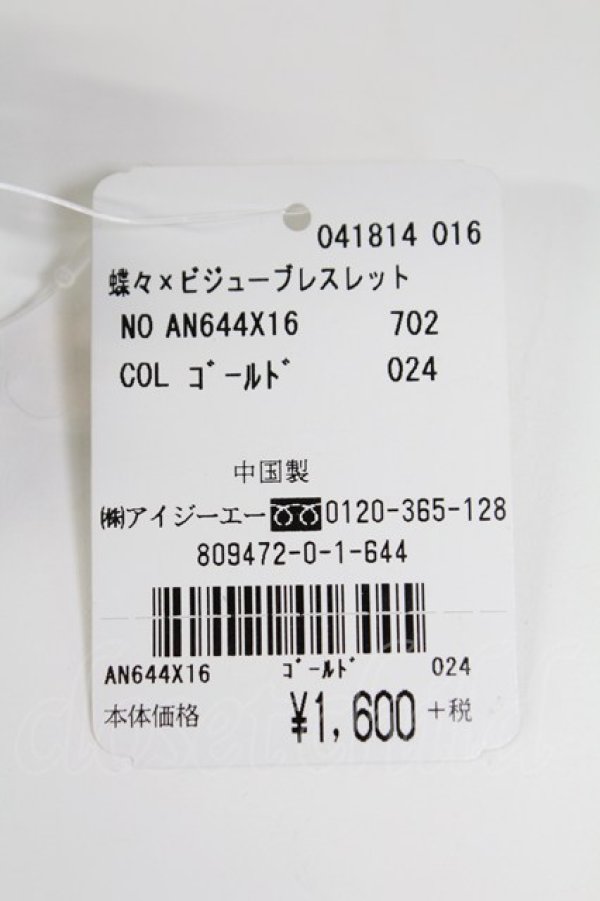 041814 016
蝶々×ビジューブレスレット
NO AN644X16 702
COL ｺﾞｰﾙﾄﾞ 024
中国製
㈱アイジーエー 0120-365-128
809472-0-1-644
AN644X16 ｺﾞｰﾙﾄﾞ 024
本体価格 ¥1,600 +税